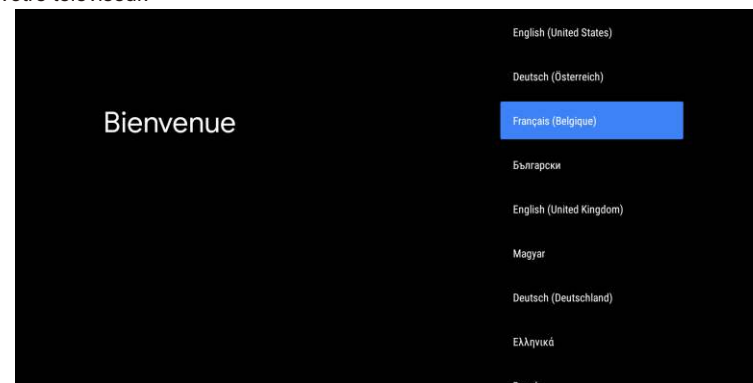 English (United States)
Deutsch (Österreich)
Bienvenue
Français (Belgique)
Български
English (United Kingdom)
Magyar
Deutsch (Deutschland)
Ελληνικά